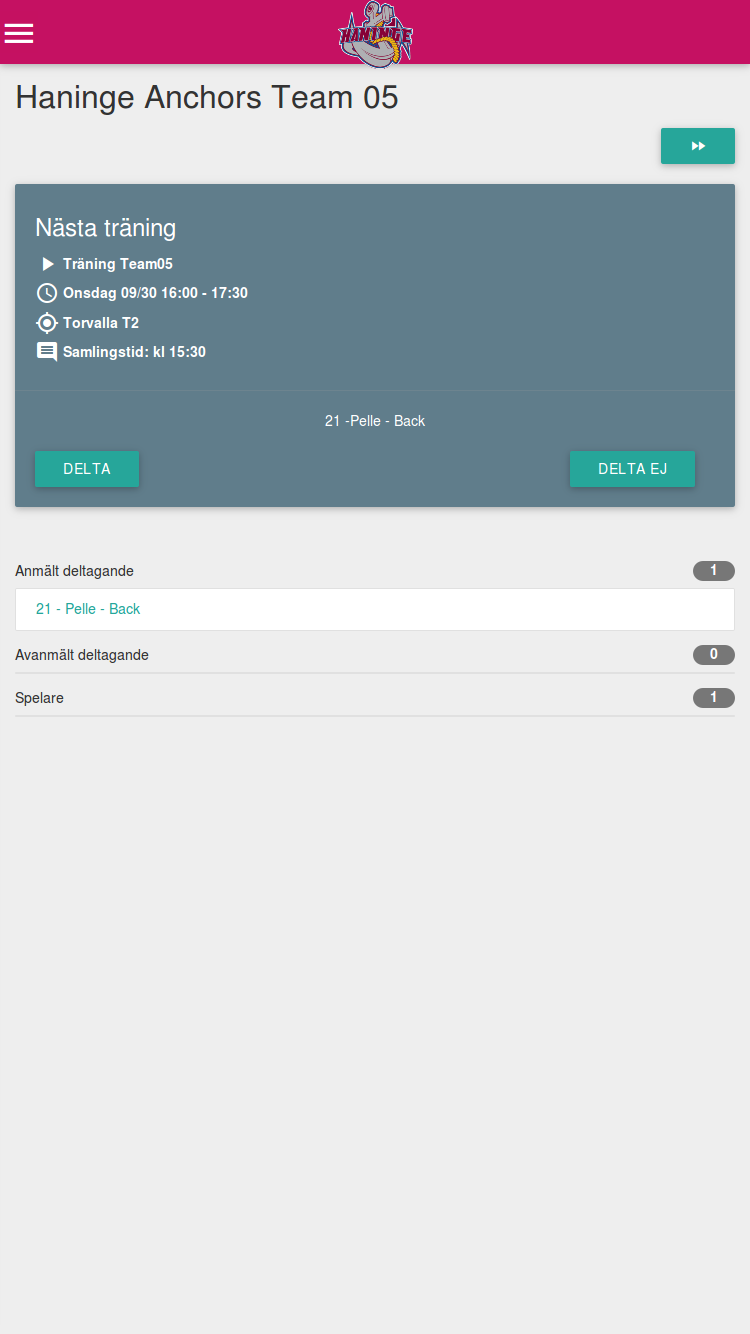 HANINGE
Haninge Anchors Team 05
Nästa träning
Träning Team05
Onsdag 09/30 16:00 - 17:30
Torvalla T2
Samlingstid: kl 15:30
21 -Pelle - Back
DELTA
DELTA EJ
Anmält deltagande
1
21 - Pelle - Back
Avanmält deltagande
0
Spelare
1